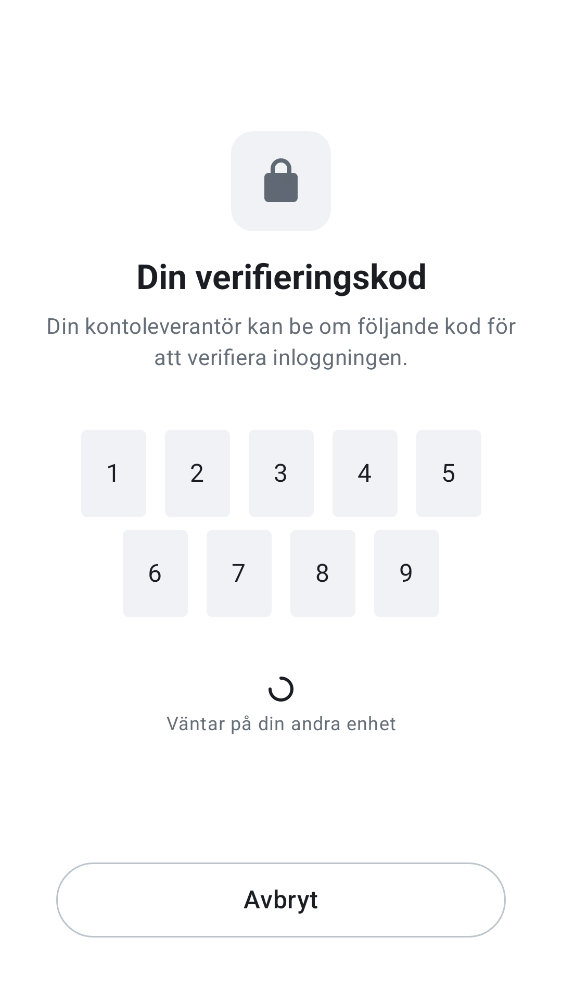 Din verifieringskod
Din kontoleverantör kan be om följande kod för
att verifiera inloggningen.
1 2 3 4 5
6 7 8 9
Väntar på din andra enhet
Avbryt